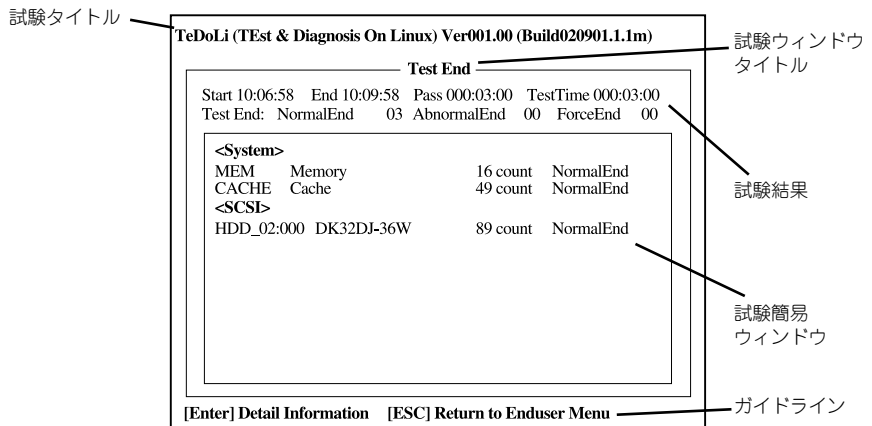 試験タイトル
TeDoLi (TEst & Diagnosis On Linux) Ver001.00 (Build020901.1.1m)
試験ウィンドウ
タイトル
Test End
Start 10:06:58 End 10:09:58 Pass 000:03:00 TestTime 000:03:00
Test End: NormalEnd 03 AbnormalEnd 00 ForceEnd 00
試験結果
<System>
MEM Memory 16 count NormalEnd
CACHE Cache 49 count NormalEnd
<SCSI>
HDD_02:000 DK32DJ-36W 89 count NormalEnd
試験簡易
ウィンドウ
[Enter] Detail Information [ESC] Return to Enduser Menu
ガイドライン